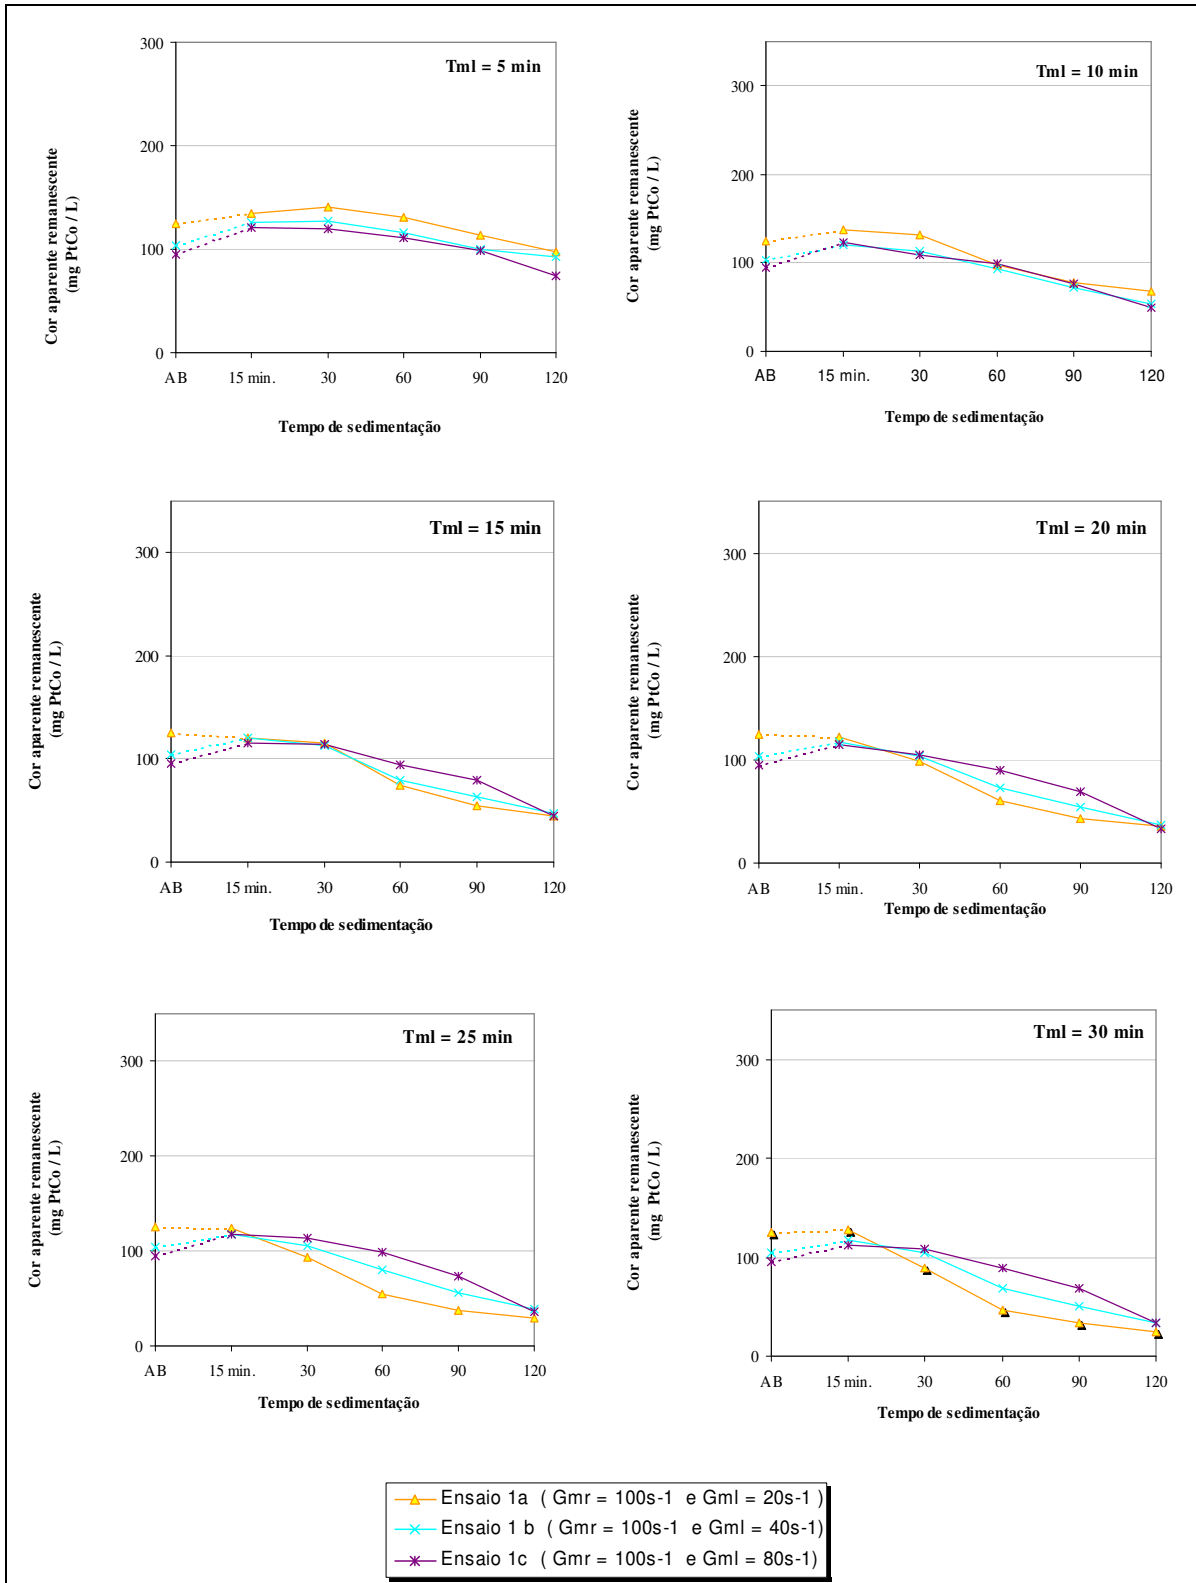 Tml = 5 min
Cor aparente remanescente
(mg PtCo / L)
300
200
100
0
AB 15 min. 30 60 90 120
Tempo de sedimentação
Tml = 10 min
Cor aparente remanescente
(mg PtCo / L)
300
200
100
0
AB 15 min. 30 60 90 120
Tempo de sedimentação
Tml = 15 min
Cor aparente remanescente
(mg PtCo / L)
300
200
100
0
AB 15 min. 30 60 90 120
Tempo de sedimentação
Tml = 20 min
Cor aparente remanescente
(mg PtCo / L)
300
200
100
0
AB 15 min. 30 60 90 120
Tempo de sedimentação
Tml = 25 min
Cor aparente remanescente
(mg PtCo / L)
300
200
100
0
AB 15 min. 30 60 90 120
Tempo de sedimentação
Tml = 30 min
Cor aparente remanescente
(mg PtCo / L)
300
200
100
0
AB 15 min. 30 60 90 120
Tempo de sedimentação
Ensaio 1a ( Gmr = 100s-1 e Gml = 20s-1 )
Ensaio 1 b ( Gmr = 100s-1 e Gml = 40s-1)
Ensaio 1c ( Gmr = 100s-1 e Gml = 80s-1)